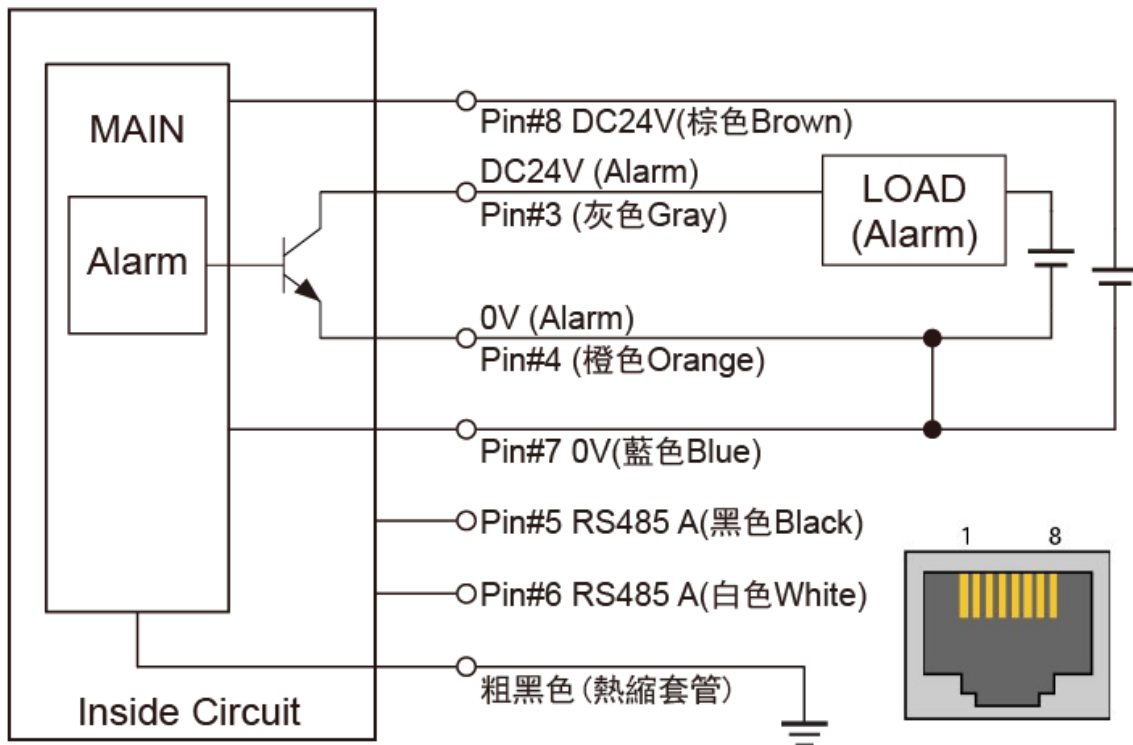 MAIN
Alarm
Pin#8 DC24V(棕色Brown)
DC24V (Alarm)
Pin#3 (灰色Gray)
LOAD
(Alarm)
0V (Alarm)
Pin#4 (橙色Orange)
Pin#7 0V(藍色Blue)
Pin#5 RS485 A(黑色Black)
Pin#6 RS485 A(白色White)
粗黑色 (熱縮套管)
Inside Circuit
1 8